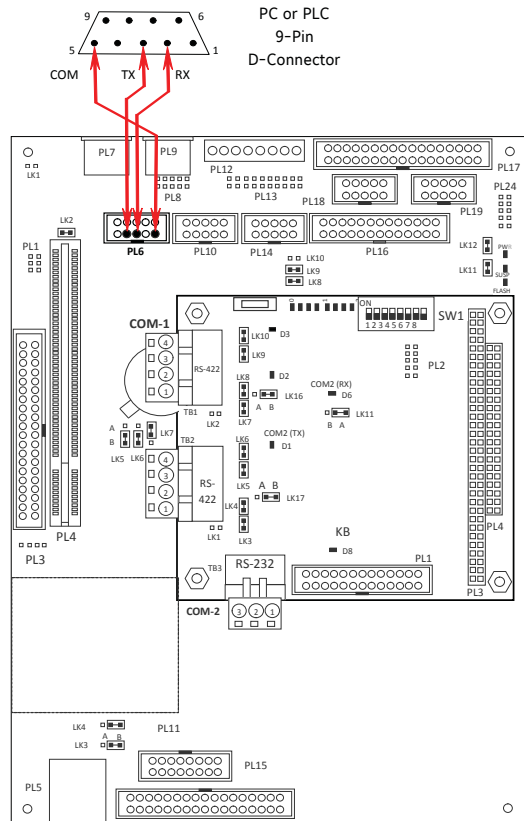 PC or PLC
9-Pin
D-Connector
9 6
5 1
COM TX RX
PL7 PL9 PL12 PL17
LK1 PL8 PL13 PL18 PL19 PL24
LK2
PL1 PL6 PL10 PL14 PL16
LK12 PWR
LK10
LK9 LK11 SUSP
LK8 FLASH
0 1
ON
1 2 3 4 5 6 7 8
SW1
COM-1
4
3
2
1
RS-422
TB1
LK10 D3
LK9
PL2
LK8 D2
LK16
A B
LK7
LK2
COM2 (RX)
D6
LK11
B A
A
B
LK5 LK6 LK7
TB2
4
3
2
1
RS-
422
LK6 COM2 (TX)
D1
LK5
A B
LK17
LK4
LK3
LK1
PL4
PL3
PL4
PL3
KB
D8
PL1
TB3
RS-232
COM-2
3 2 1
LK4
A B
LK3
PL11
PL15
PL5